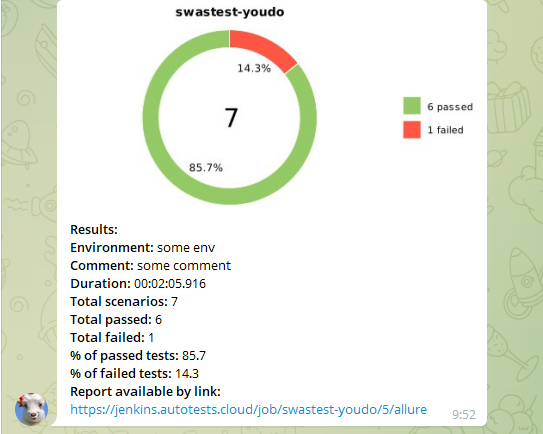 swastest-youdo
14.3%
7
85.7%
6 passed
1 failed
Results:
Environment: some env
Comment: some comment
Duration: 00:02:05.916
Total scenarios: 7
Total passed: 6
Total failed: 1
% of passed tests: 85.7
% of failed tests: 14.3
Report available by link:
https://jenkins.autotests.cloud/job/swastest-youdo/5/allure
9:52